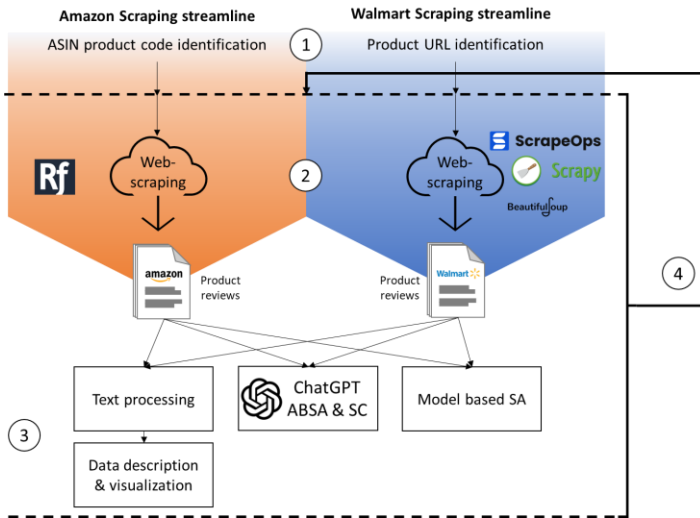 Amazon Scraping streamline
Walmart Scraping streamline
ASIN product code identification
1
Product URL identification
Rf
Web-
scraping
2
Web-
scraping
ScrapeOps
Scrapy
BeautifulSoup
amazon
Product
reviews
Product
reviews
Walmart
4
Text processing
ChatGPT
ABSA & SC
Model based SA
3
Data description
& visualization